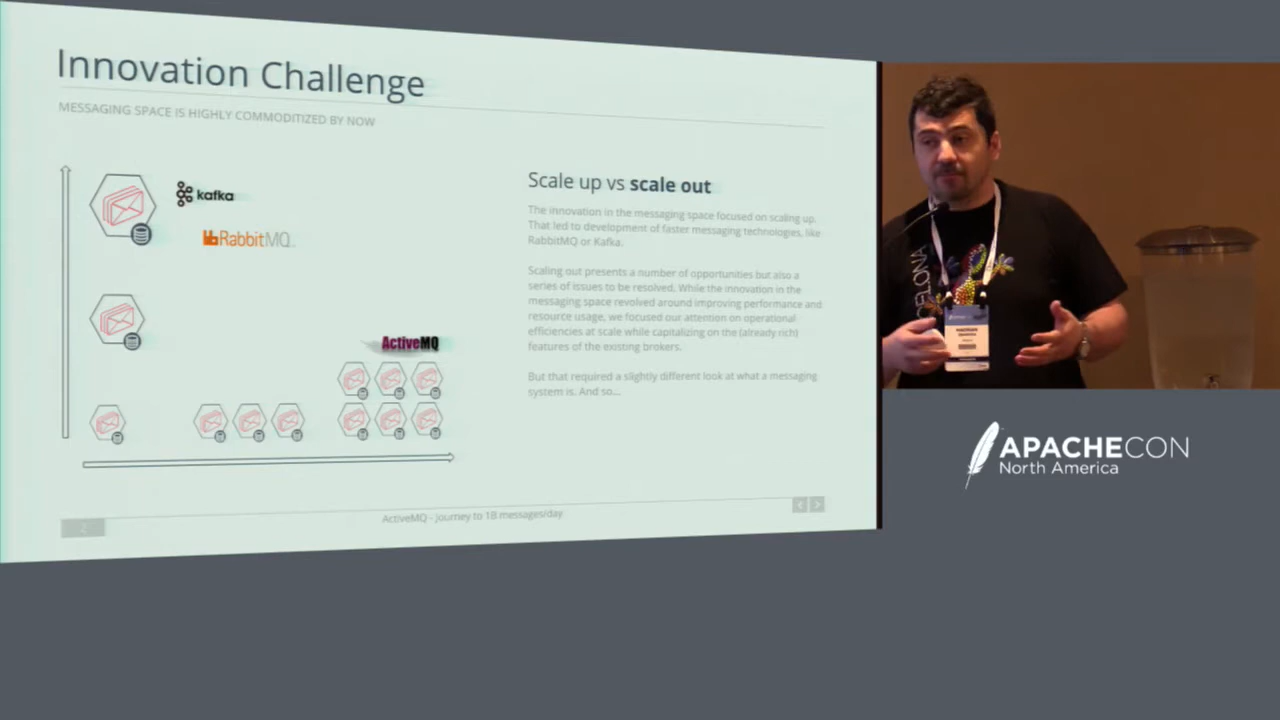 Innovation Challenge
MESSAGING SPACE IS HIGHLY COMMODITIZED BY NOW
kafka
RabbitMQ
ActiveMQ
Scale up vs scale out
The innovation in the messaging space focused on scaling up.
That led to development of faster messaging technologies, like
RabbitMQ or Kafka.
Scaling out presents a number of opportunities but also a
series of issues to be resolved. While the innovation in the
messaging space revolved around improving performance and
resource usage, we focused our attention on operational
efficiencies at scale while capitalizing on the (already rich)
features of the existing brokers.
But that required a slightly different look at what a messaging
system is. And so...
2
ActiveMQ - Journey to 1B messages/day
APACHECON
North America